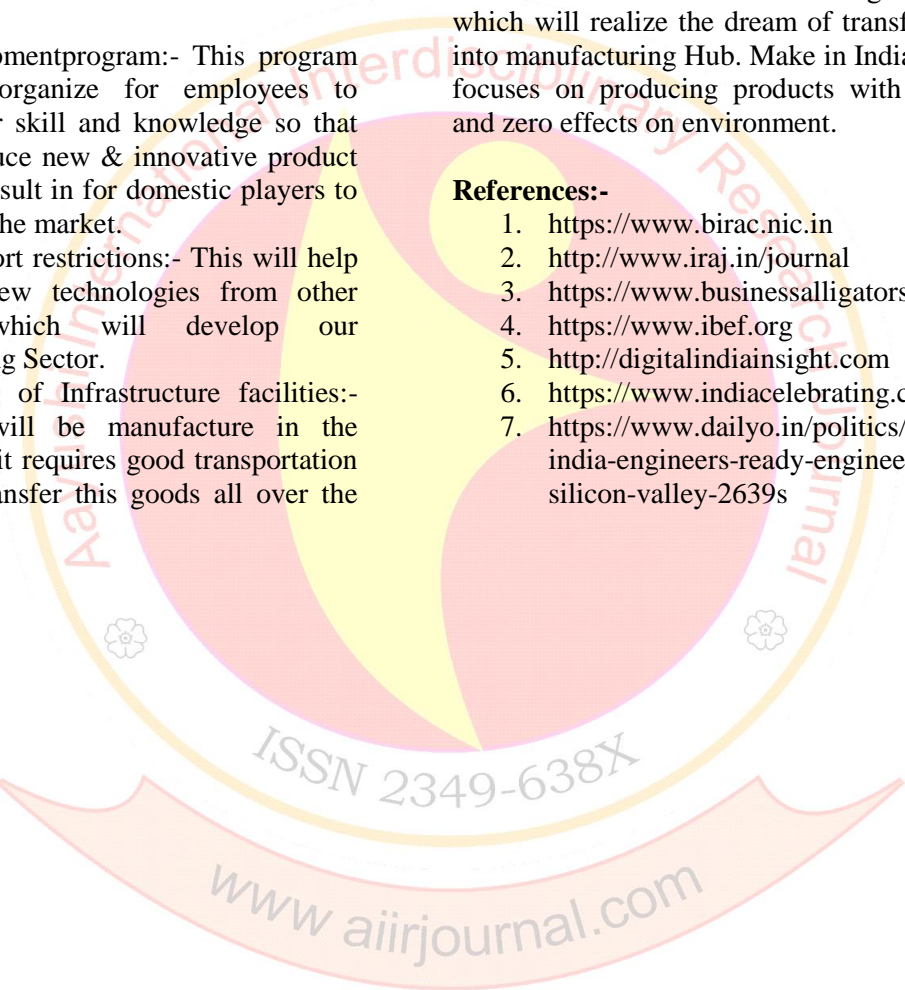 pmentprogram:- This program
organize for employees to
r skill and knowledge so that
uce new & innovative product
sult in for domestic players to
he market.
ort restrictions:- This will help
ew technologies from other
which will develop our
g Sector.
of Infrastructure facilities:-
will be manufacture in the
it requires good transportation
nsfer this goods all over the
which will realize the dream of transf
into manufacturing Hub. Make in India
focuses on producing products with
and zero effects on environment.
References:-
1. https://www.birac.nic.in
2. http://www.iraj.in/journal
3. https://www.businessalligators
4. https://www.ibef.org
5. http://digitalindiainsight.com
6. https://www.indiacelebrating.c
7. https://www.dailyo.in/politics/
india-engineers-ready-enginee
silicon-valley-2639s
Aayushi International Interdisciplinary Research Journal
ISSN 2349-638X
www aiirjournal.com